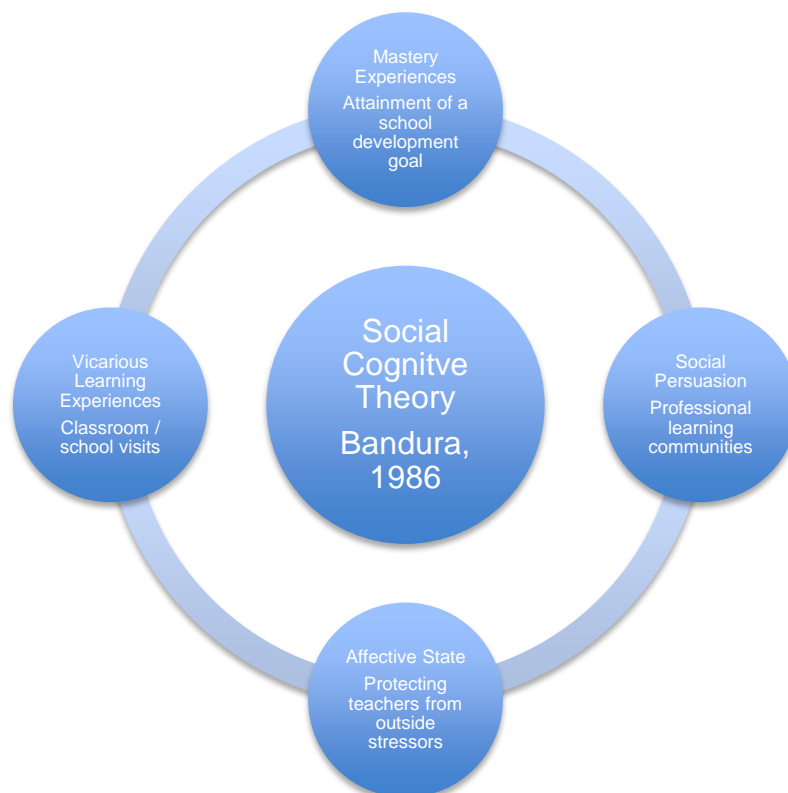 Mastery
Experiences
Attainment of a
school
development
goal
Social
Cognitve
Theory
Bandura,
1986
Vicarious
Learning
Experiences
Classroom /
school visits
Social
Persuasion
Professional
learning
communities
Affective State
Protecting
teachers from
outside
stressors